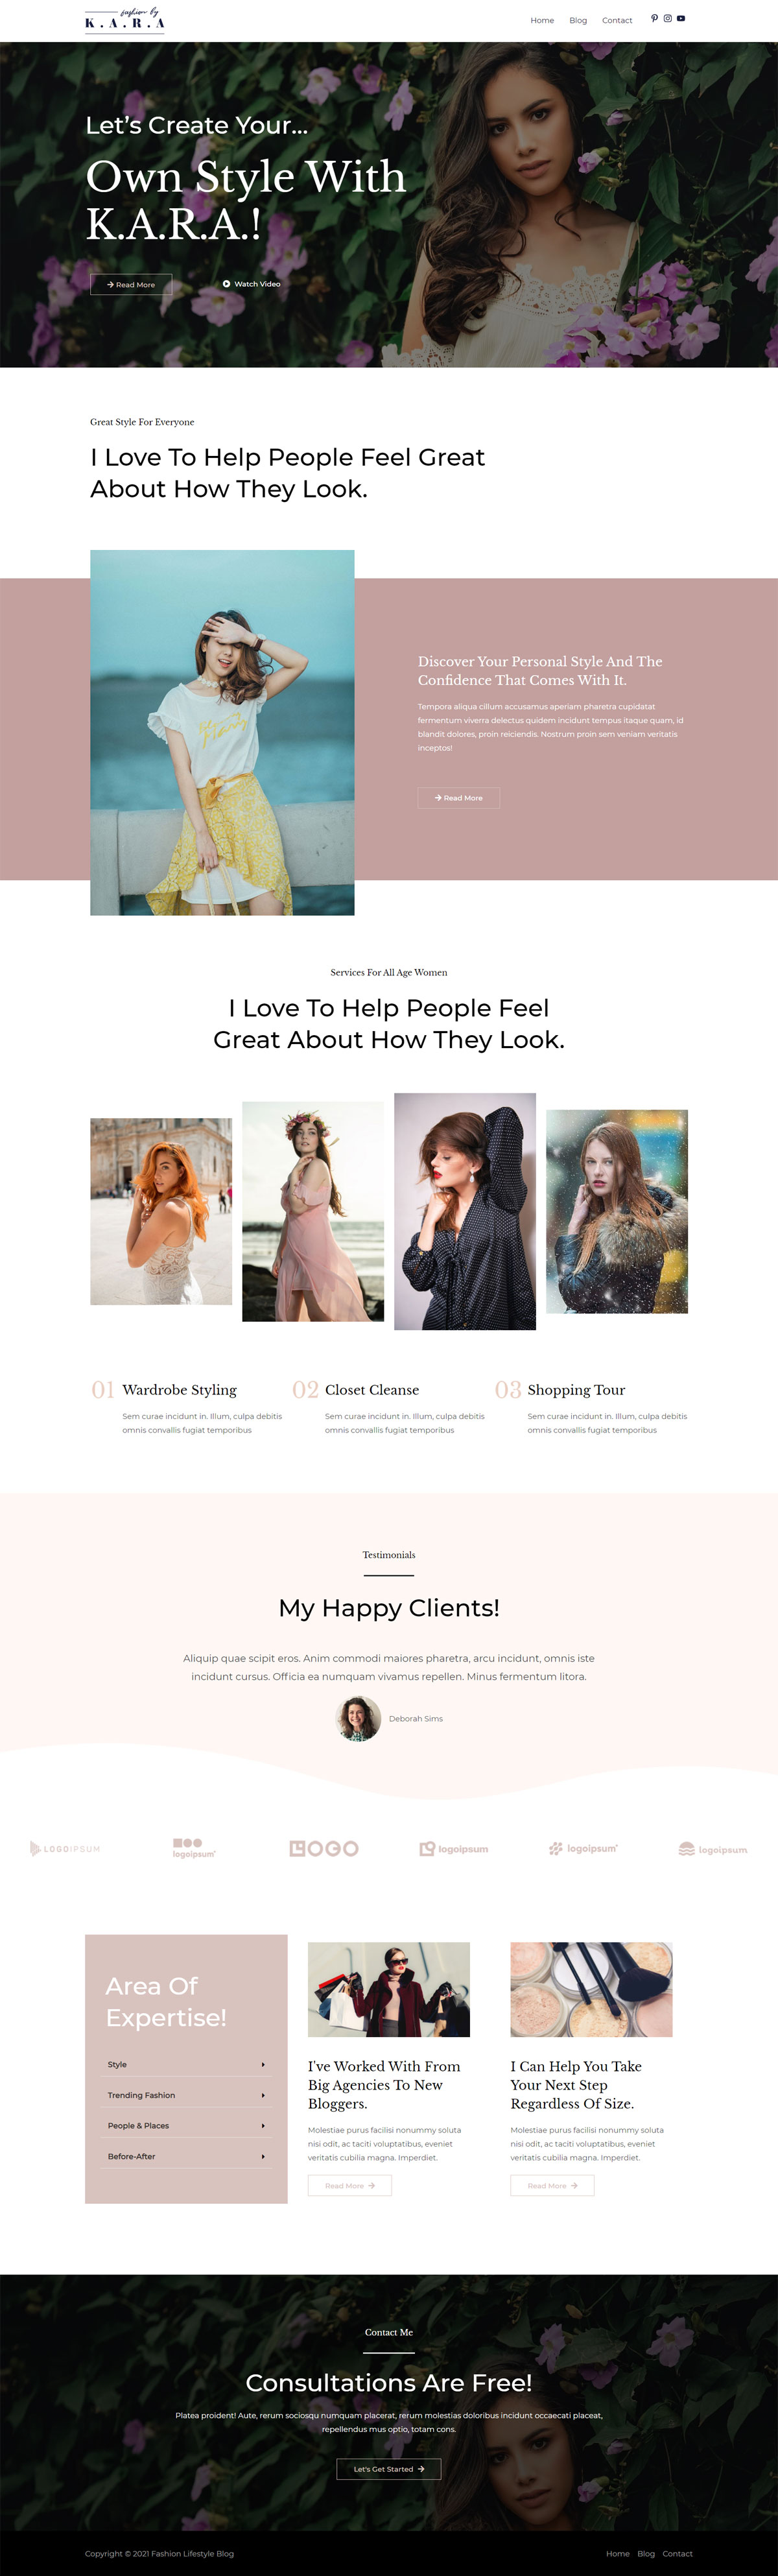 fashion by
K.A.R.A
Home Blog Contact
Let's Create Your...
Own Style With
K.A.R.A.!
Read More
Watch Video
Great Style For Everyone
I Love To Help People Feel Great
About How They Look.
Discover Your Personal Style And The
Confidence That Comes With It.
Tempora aliqua cillum accusamus aperiam pharetra cupidatat
fermentum viverra delectus quidem incidunt tempus itaque quam, id
blandit dolores, proin reiciendis. Nostrum proin sem veniam veritatis
inceptos!
Read More
Services For All Age Women
I Love To Help People Feel
Great About How They Look.
01 Wardrobe Styling
Sem curae incidunt in. Illum, culpa debitis
omnis convallis fugiat temporibus
02 Closet Cleanse
Sem curae incidunt in. Illum, culpa debitis
omnis convallis fugiat temporibus
03 Shopping Tour
Sem curae incidunt in. Illum, culpa debitis
omnis convallis fugiat temporibus
Testimonials
My Happy Clients!
Aliquip quae scipit eros. Anim commodi maiores pharetra, arcu incidunt, omnis iste
incidunt cursus. Officia ea numquam vivamus repellen. Minus fermentum litora.
Deborah Sims
LOGOIPSUM
logoipsum
LOGO
logoipsum
logoipsum
logoipsum
Area Of
Expertise!
Style
Trending Fashion
People & Places
Before-After
I've Worked With From
Big Agencies To New
Bloggers.
Molestiae purus facilisi nonummy soluta
nisi odit, ac taciti voluptatibus, eveniet
veritatis cubilia magna. Imperdiet.
Read More
I Can Help You Take
Your Next Step
Regardless Of Size.
Molestiae purus facilisi nonummy soluta
nisi odit, ac taciti voluptatibus, eveniet
veritatis cubilia magna. Imperdiet.
Read More
Contact Me
Consultations Are Free!
Platea proident! Aute, rerum sociosqu numquam placerat, rerum molestias doloribus incidunt occaecati placeat,
repellendus mus optio, totam cons.
Let's Get Started
Copyright © 2021 Fashion Lifestyle Blog
Home Blog Contact